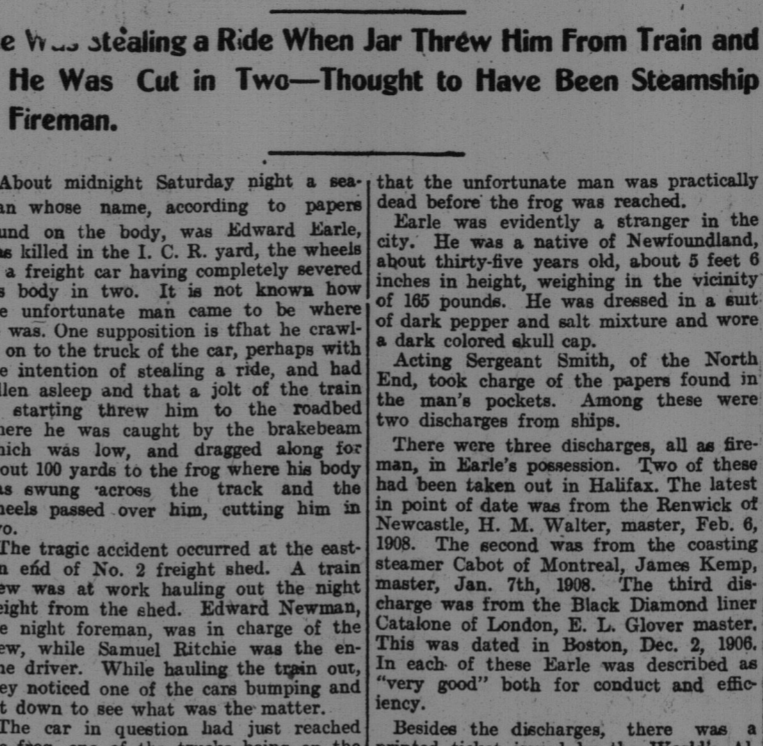 e Was Stealing a Ride When Jar Threw Him From Train and
He Was Cut in Two—Thought to Have Been Steamship
Fireman.
About midnight Saturday night a sea-
an whose name, according to papers
und on the body, was Edward Earle,
as killed in the I. C. R. yard, the wheels
a freight car having completely severed
s body in two. It is not known how
e unfortunate man came to be where
was. One supposition is tfhat he crawl-
on to the truck of the car, perhaps with
e intention of stealing a ride, and had
llen asleep and that a jolt of the train
starting threw him to the roadbed
here he was caught by the brakebeam
hich was low, and dragged along for
out 100 yards to the frog where his body
as swung across the track and the
heels passed over him, cutting him in
o.
The tragic accident occurred at the east-
n end of No. 2 freight shed. A train
ew was at work hauling out the night
eight from the shed. Edward Newman,
e night foreman, was in charge of the
ew, while Samuel Ritchie was the en-
ne driver. While hauling the train out,
ey noticed one of the cars bumping and
t down to see what was the matter.
The car in question had just reached
that the unfortunate man was practically
dead before the frog was reached.
Earle was evidently a stranger in the
city. He was a native of Newfoundland,
about thirty-five years old, about 5 feet 6
inches in height, weighing in the vicinity
of 165 pounds. He was dressed in a suit
of dark pepper and salt mixture and wore
a dark colored skull cap.
Acting Sergeant Smith, of the North
End, took charge of the papers found in
the man's pockets. Among these were
two discharges from ships.
There were three discharges, all as fire-
man, in Earle's possession. Two of these
had been taken out in Halifax. The latest
in point of date was from the Renwick of
Newcastle, H. M. Walter, master, Feb. 6,
1908. The second was from the coasting
steamer Cabot of Montreal, James Kemp,
master, Jan. 7th, 1908. The third dis-
charge was from the Black Diamond liner
Catalone of London, E. L. Glover master.
This was dated in Boston, Dec. 2, 1906.
In each of these Earle was described as
"very good" both for conduct and effic-
iency.
Besides the discharges, there was a